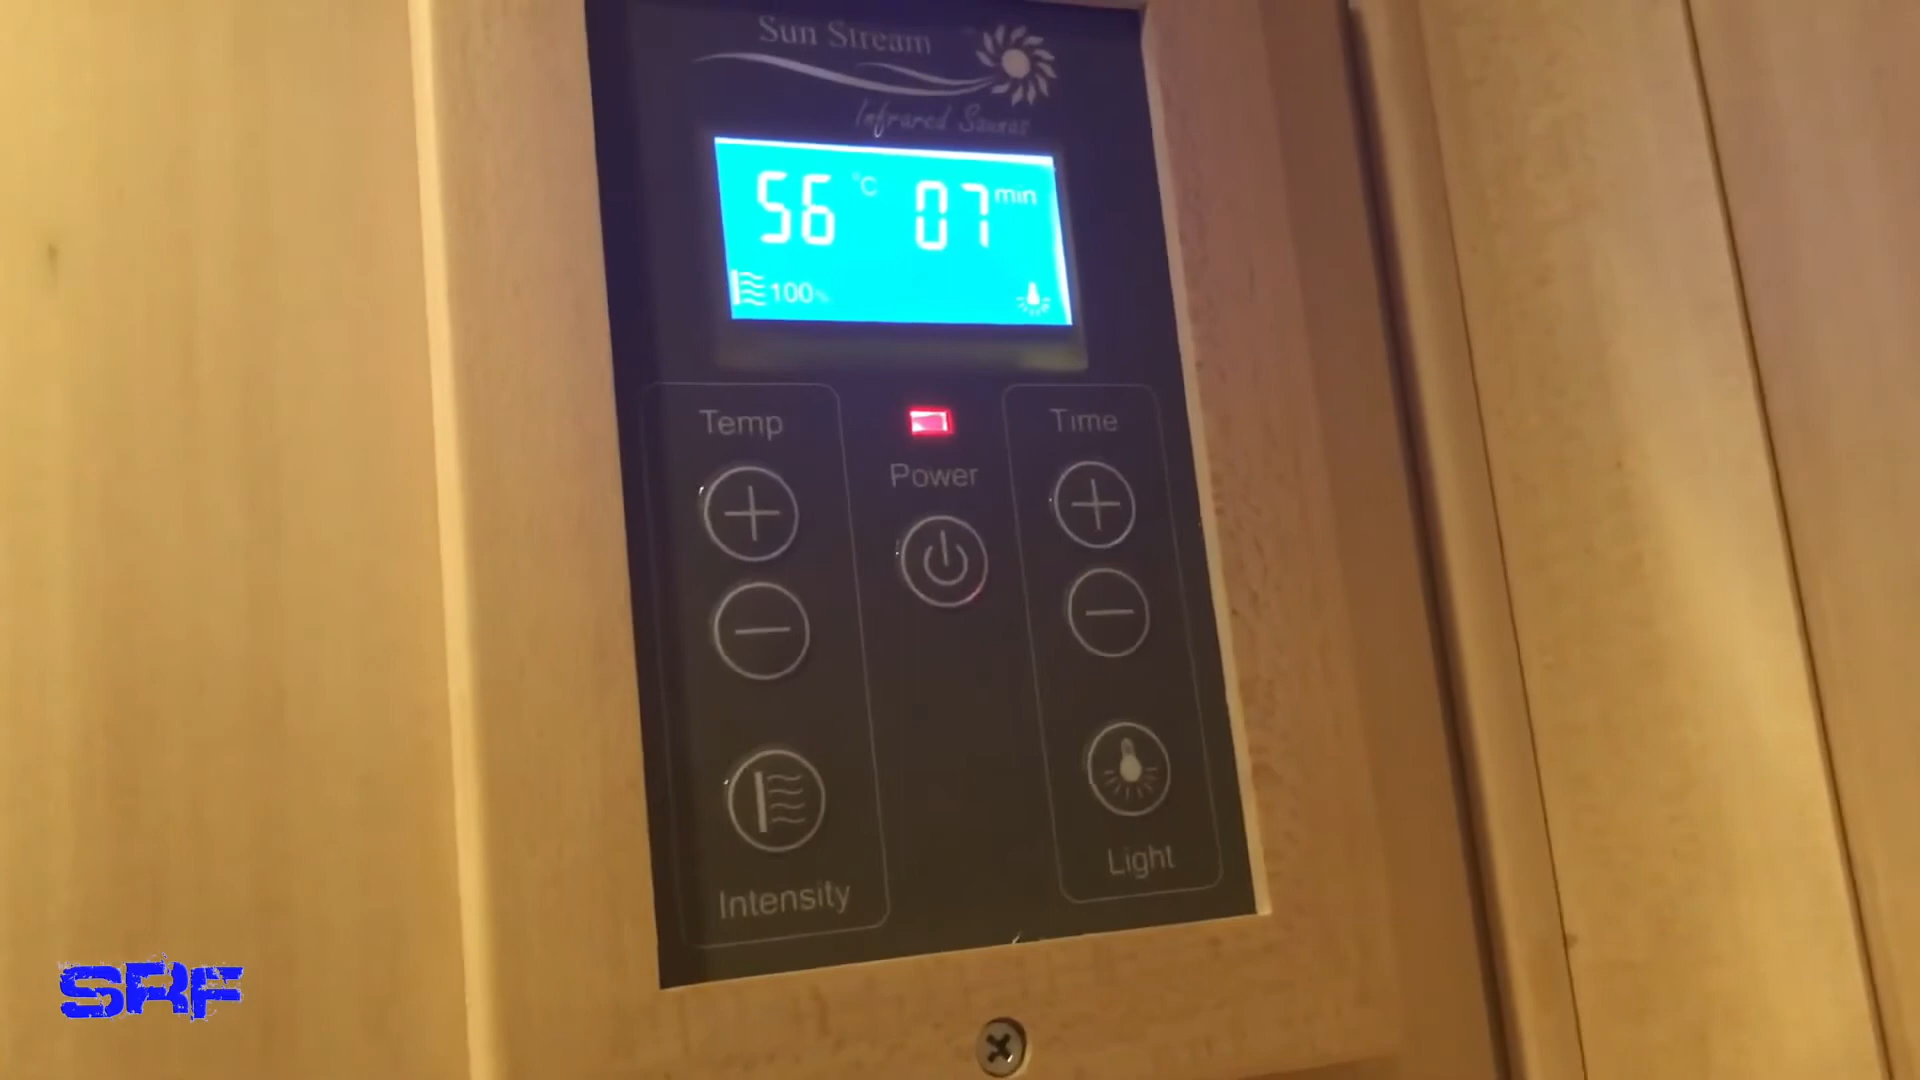 Sun Stream
Infrared Saunas
56 °C 07 min
100%
Temp
Time
Power
Intensity
Light
SRF